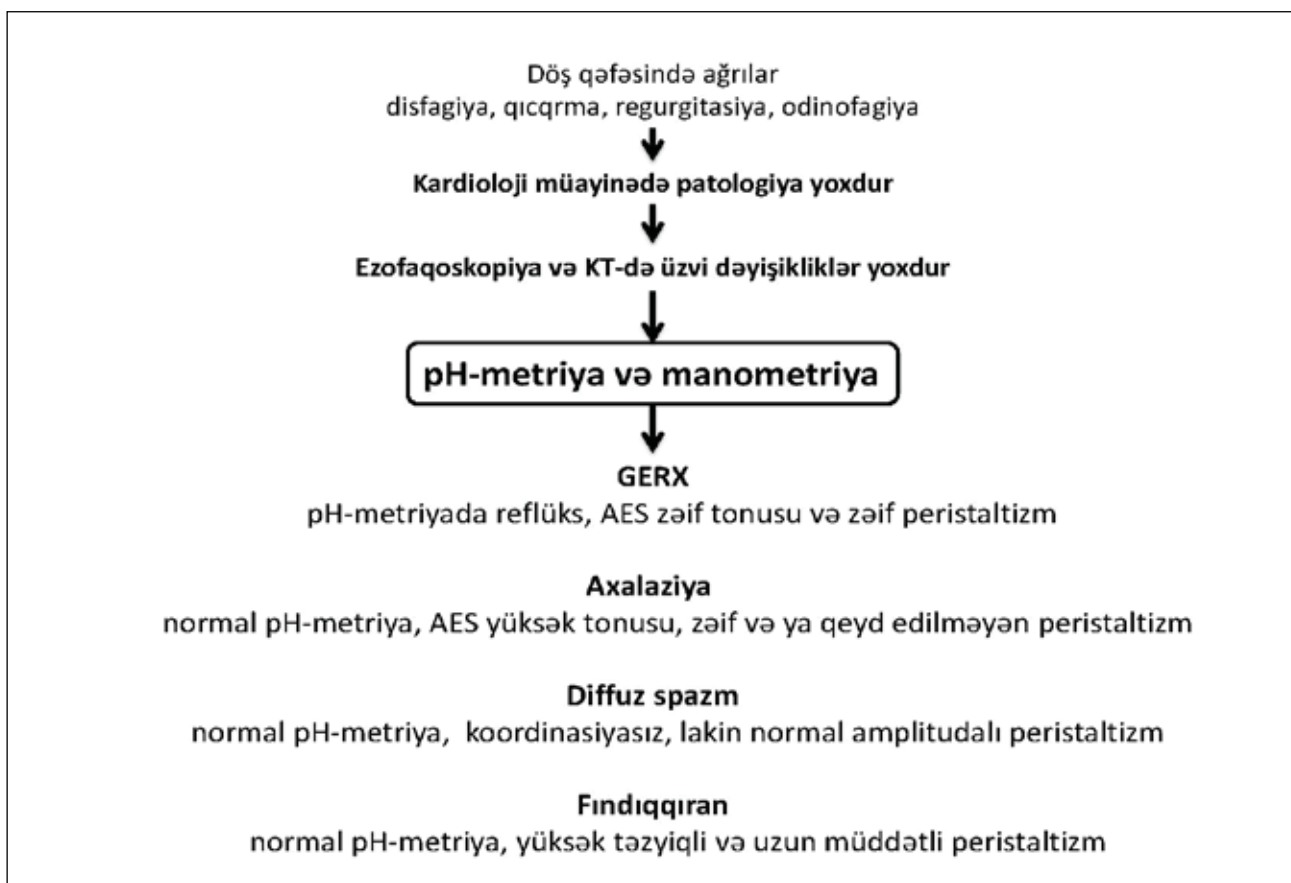 Döş qəfəsində ağrılar
disfagiya, qıcqrma, regurgitasiya, odinofagiya
Kardioloji müayinədə patologiya yoxdur
Ezofaqoskopiya və KT-də üzvi dəyişikliklər yoxdur
pH-metriya və manometriya
GERX
pH-metriyada reflüks, AES zəif tonusu və zəif peristaltizm
Axalaziya
normal pH-metriya, AES yüksək tonusu, zəif və ya qeyd edilməyən peristaltizm
Diffuz spazm
normal pH-metriya, koordinasiyasız, lakin normal amplitudalı peristaltizm
Fındıqqıran
normal pH-metriya, yüksək təzyiqli və uzun müddətli peristaltizm